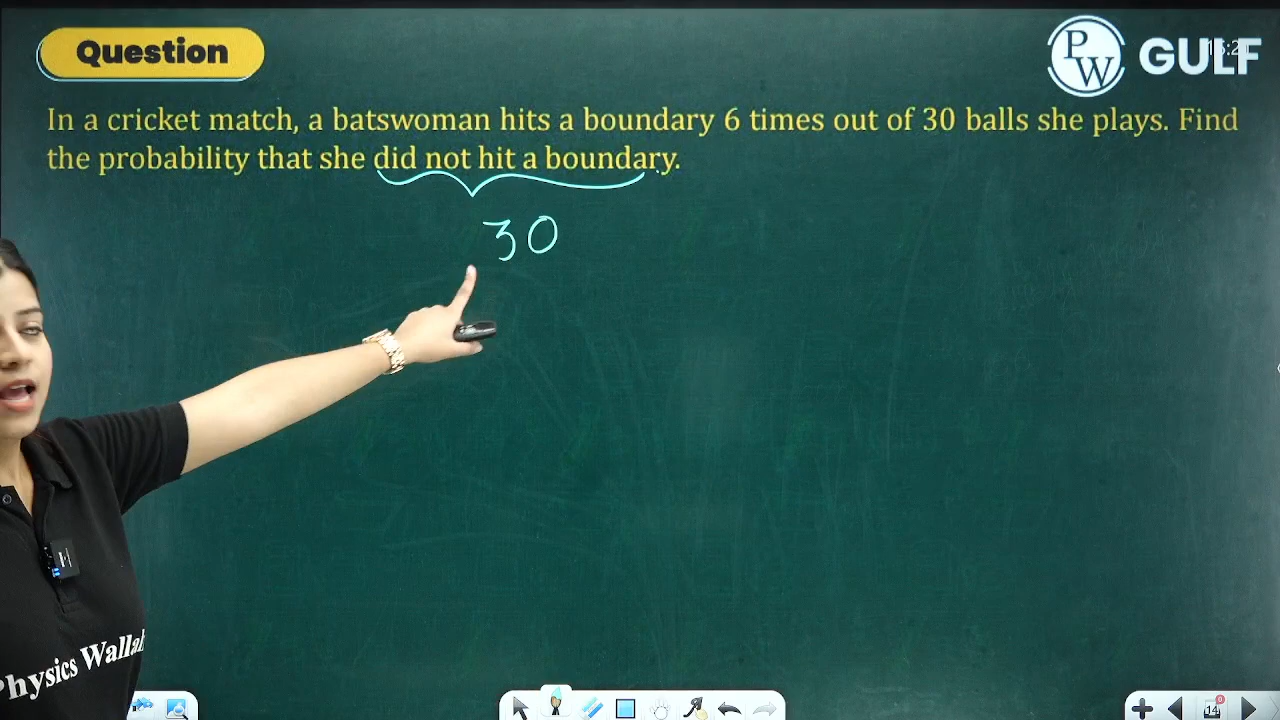 Question
PW GULF
In a cricket match, a batswoman hits a boundary 6 times out of 30 balls she plays. Find
the probability that she did not hit a boundary.
30
Physics Wallah
14